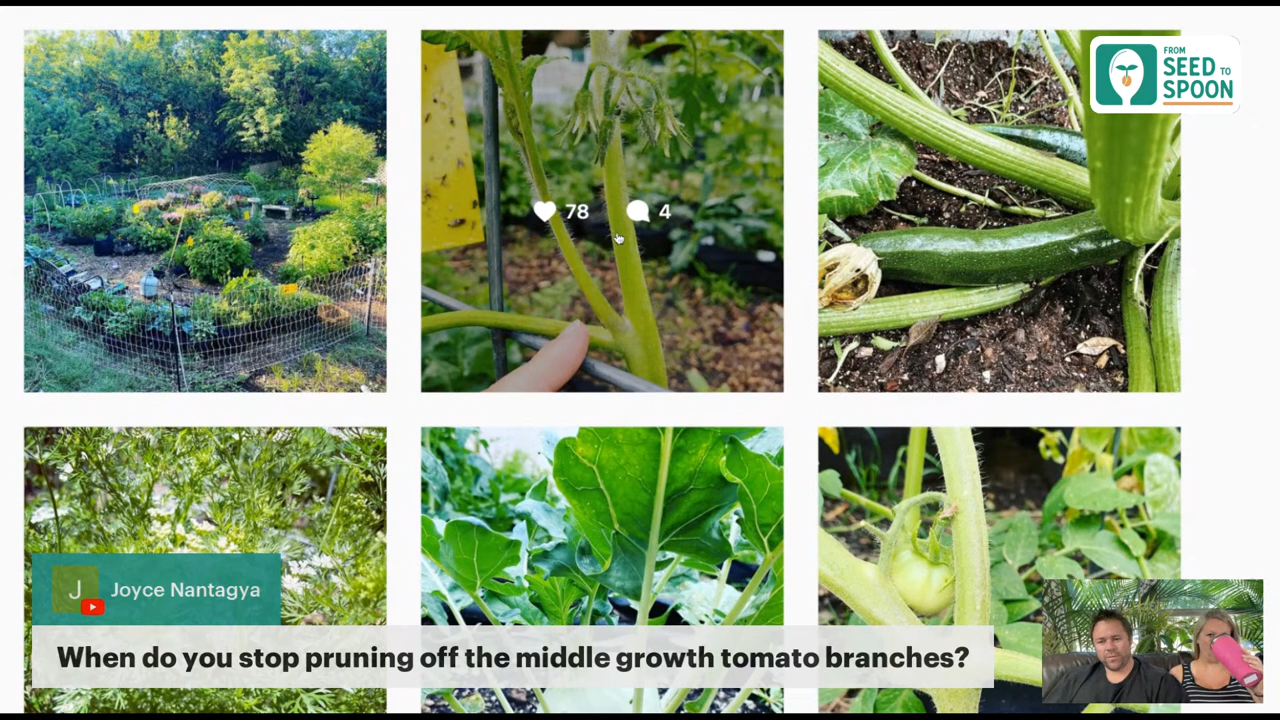 FROM
SEED TO
SPOON
78 4
J Joyce Nantagya
When do you stop pruning off the middle growth tomato branches?